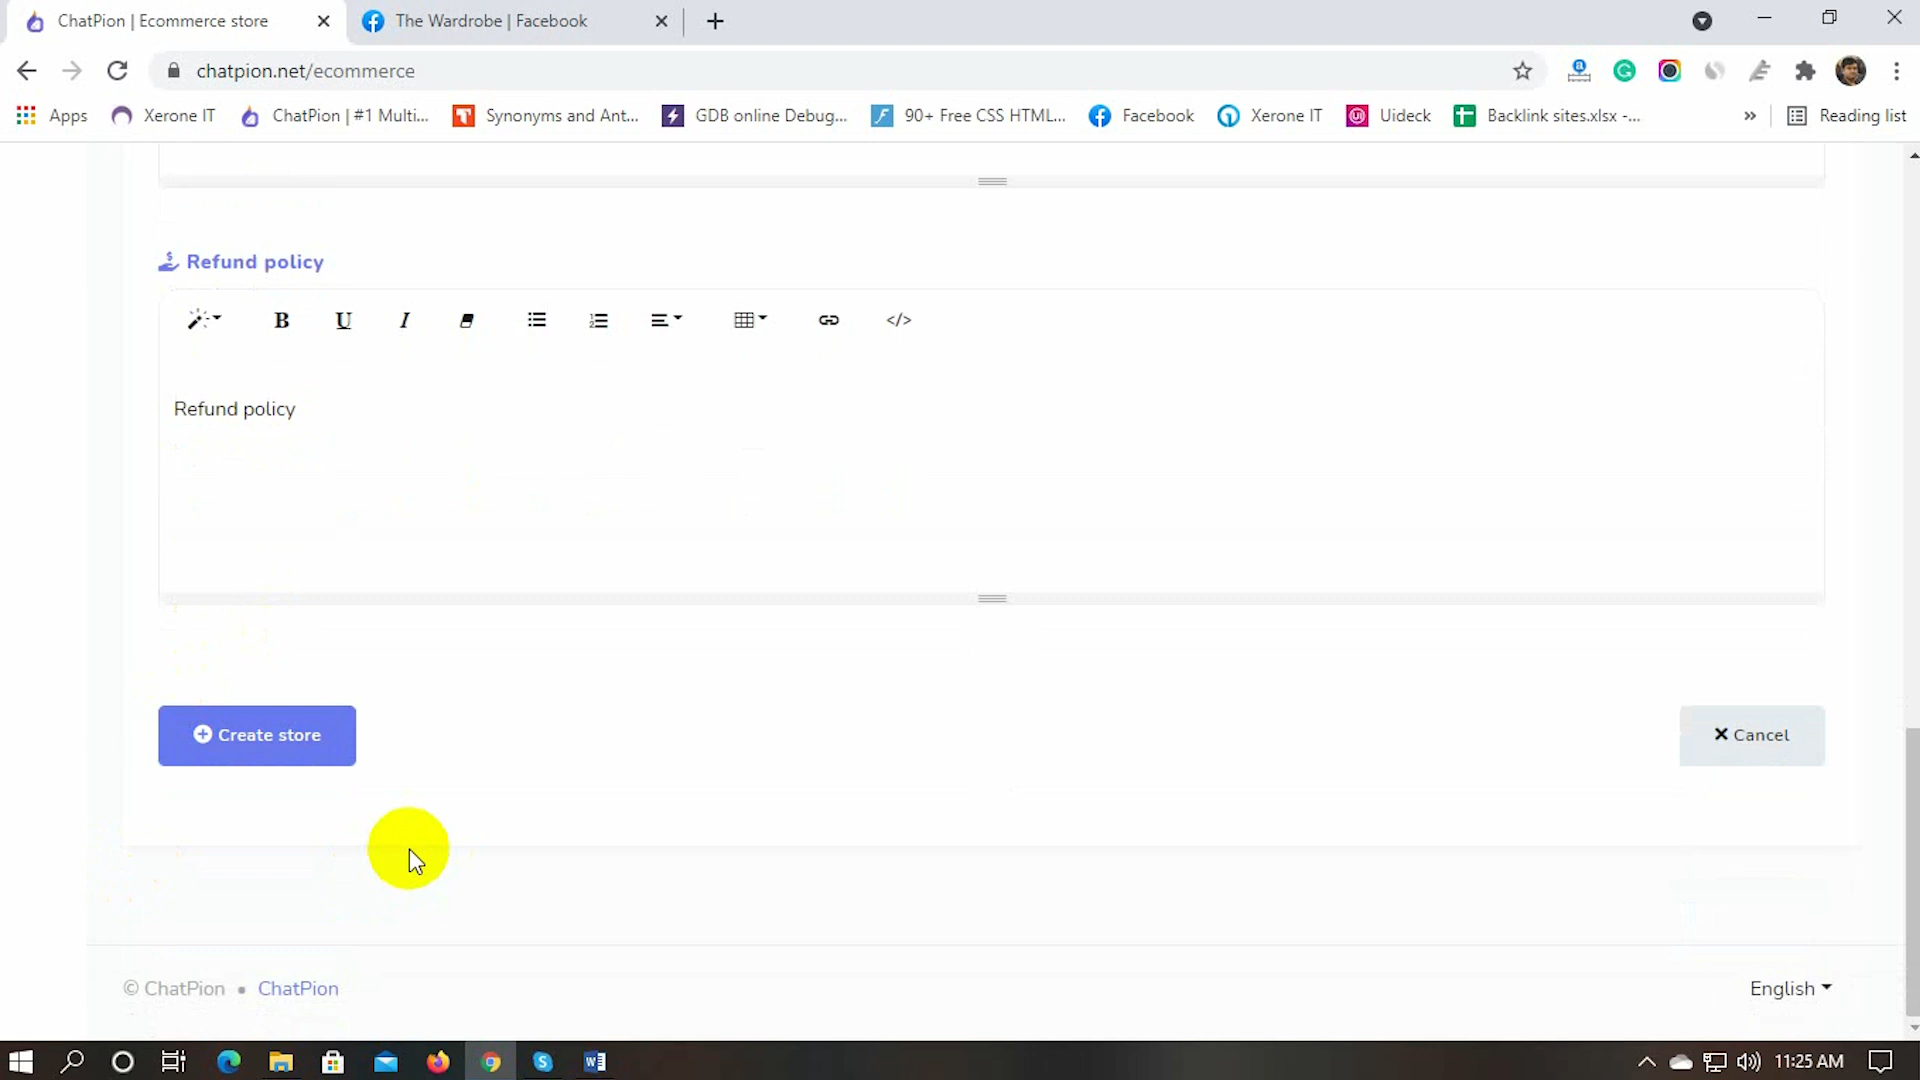 ChatPion | Ecommerce store
The Wardrobe | Facebook
chatpion.net/ecommerce
Apps
Xerone IT
ChatPion | #1 Multi...
Synonyms and Ant...
GDB online Debug...
90+ Free CSS HTML...
Facebook
Xerone IT
Uideck
Backlink sites.xlsx -...
»
Reading list
Refund policy
B U I </>
Refund policy
Create store
Cancel
© ChatPion • ChatPion
English
11:25 AM